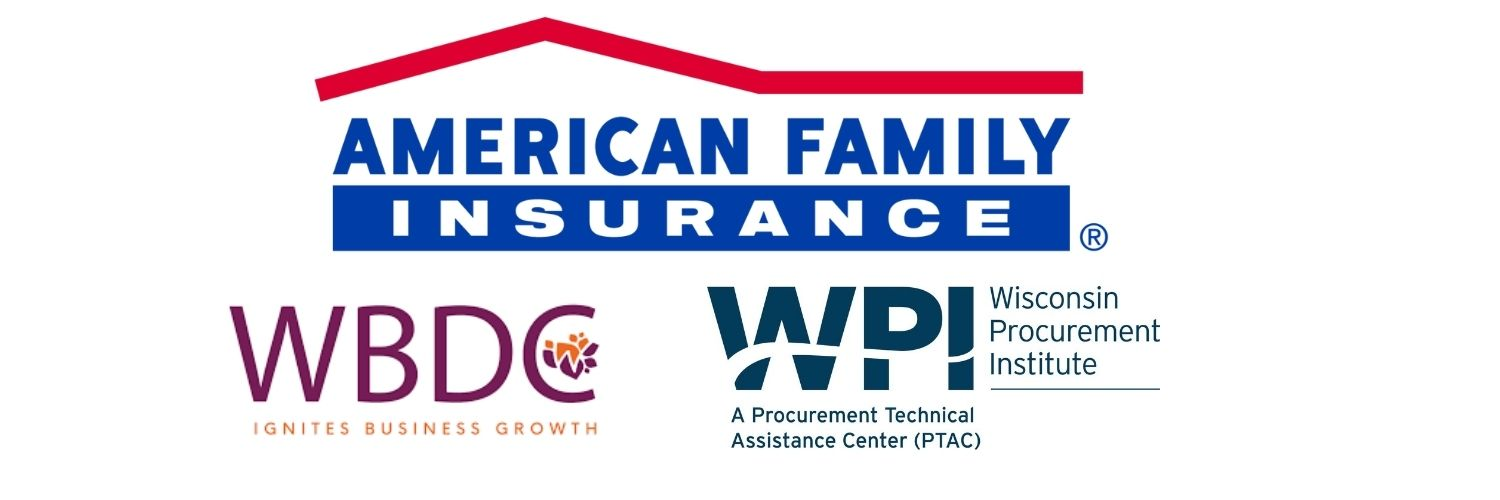 AMERICAN FAMILY
INSURANCE ®
WBDC
IGNITES BUSINESS GROWTH
WPI
Wisconsin
Procurement
Institute
A Procurement Technical
Assistance Center (PTAC)